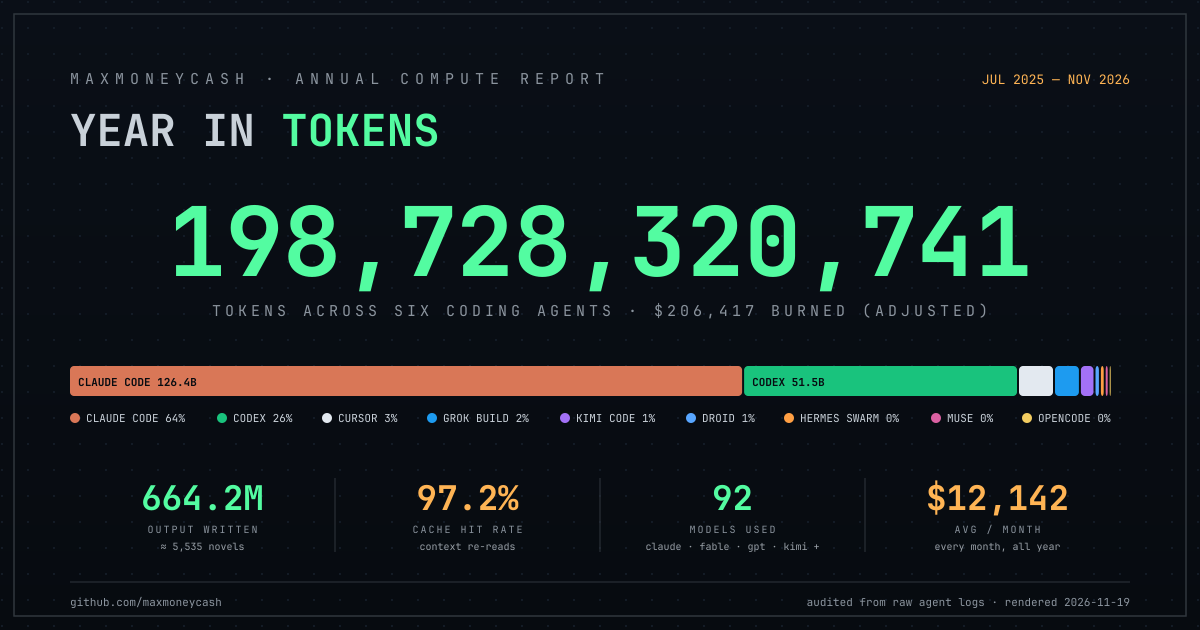 MAXMONEYCASH · ANNUAL COMPUTE REPORT
JUL 2025 — NOV 2026
YEAR IN TOKENS
198,728,320,741
TOKENS ACROSS SIX CODING AGENTS · $206,417 BURNED (ADJUSTED)
CLAUDE CODE 126.4B CODEX 51.5B
CLAUDE CODE 64% CODEX 26% CURSOR 3% GROK BUILD 2% KIMI CODE 1% DROID 1% HERMES SWARM 0% MUSE 0% OPENCODE 0%
664.2M 97.2% 92 $12,142
OUTPUT WRITTEN CACHE HIT RATE MODELS USED AVG / MONTH
≈ 5,535 novels context re-reads claude · fable · gpt · kimi + every month, all year
github.com/maxmoneycash audited from raw agent logs · rendered 2026-11-19